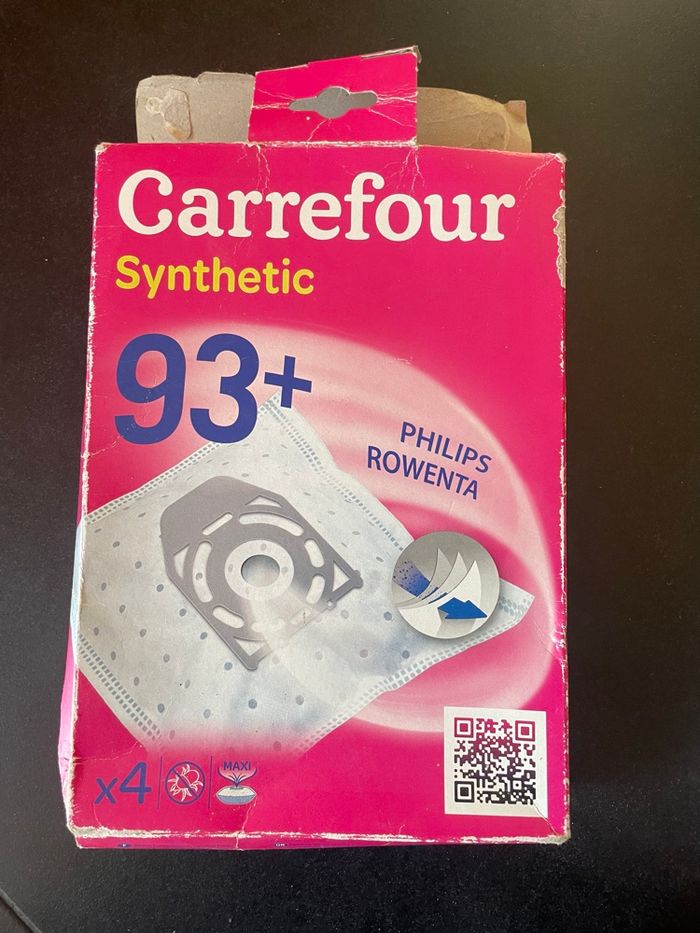 Carrefour
Synthetic
93+
PHILIPS
ROWENTA
x4
MAXI